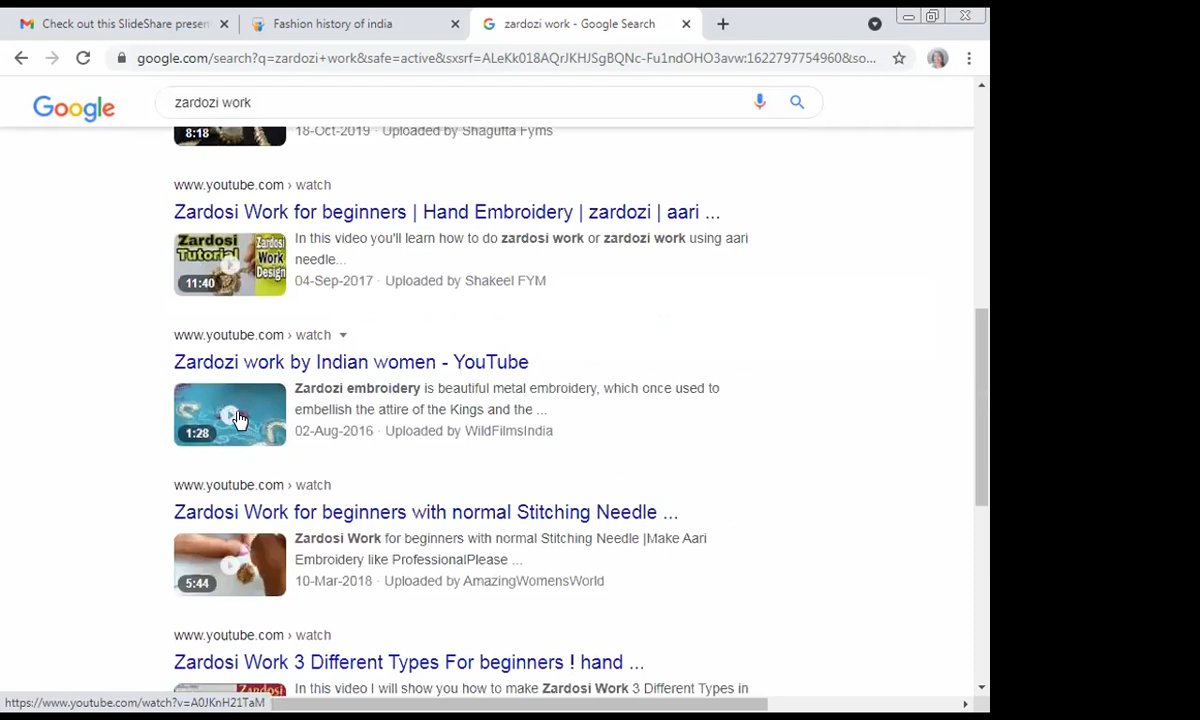 Check out this SlideShare presen
Fashion history of india
zardozi work - Google Search
google.com/search?q=zardozi+work&safe=active&sxsrf=ALeKk018AQrJKHJSgBQNc-Fu1ndOHO3avw:1622797754960&so...
Google
zardozi work
8:18
18-Oct-2019 · Uploaded by Shagufta Fyms
www.youtube.com › watch
Zardosi Work for beginners | Hand Embroidery | zardozi | aari ...
Zardosi Tutorial
Zardosi Work Design
11:40
In this video you'll learn how to do zardosi work or zardozi work using aari
needle...
04-Sep-2017 · Uploaded by Shakeel FYM
www.youtube.com › watch
Zardozi work by Indian women - YouTube
1:28
Zardozi embroidery is beautiful metal embroidery, which once used to
embellish the attire of the Kings and the ...
02-Aug-2016 · Uploaded by WildFilmsIndia
www.youtube.com › watch
Zardosi Work for beginners with normal Stitching Needle ...
5:44
Zardosi Work for beginners with normal Stitching Needle |Make Aari
Embroidery like ProfessionalPlease ...
10-Mar-2018 · Uploaded by AmazingWomensWorld
www.youtube.com › watch
Zardosi Work 3 Different Types For beginners ! hand ...
Zardosi
In this video I will show you how to make Zardosi Work 3 Different Types in
https://www.youtube.com/watch?v=A0JKnH21TaM